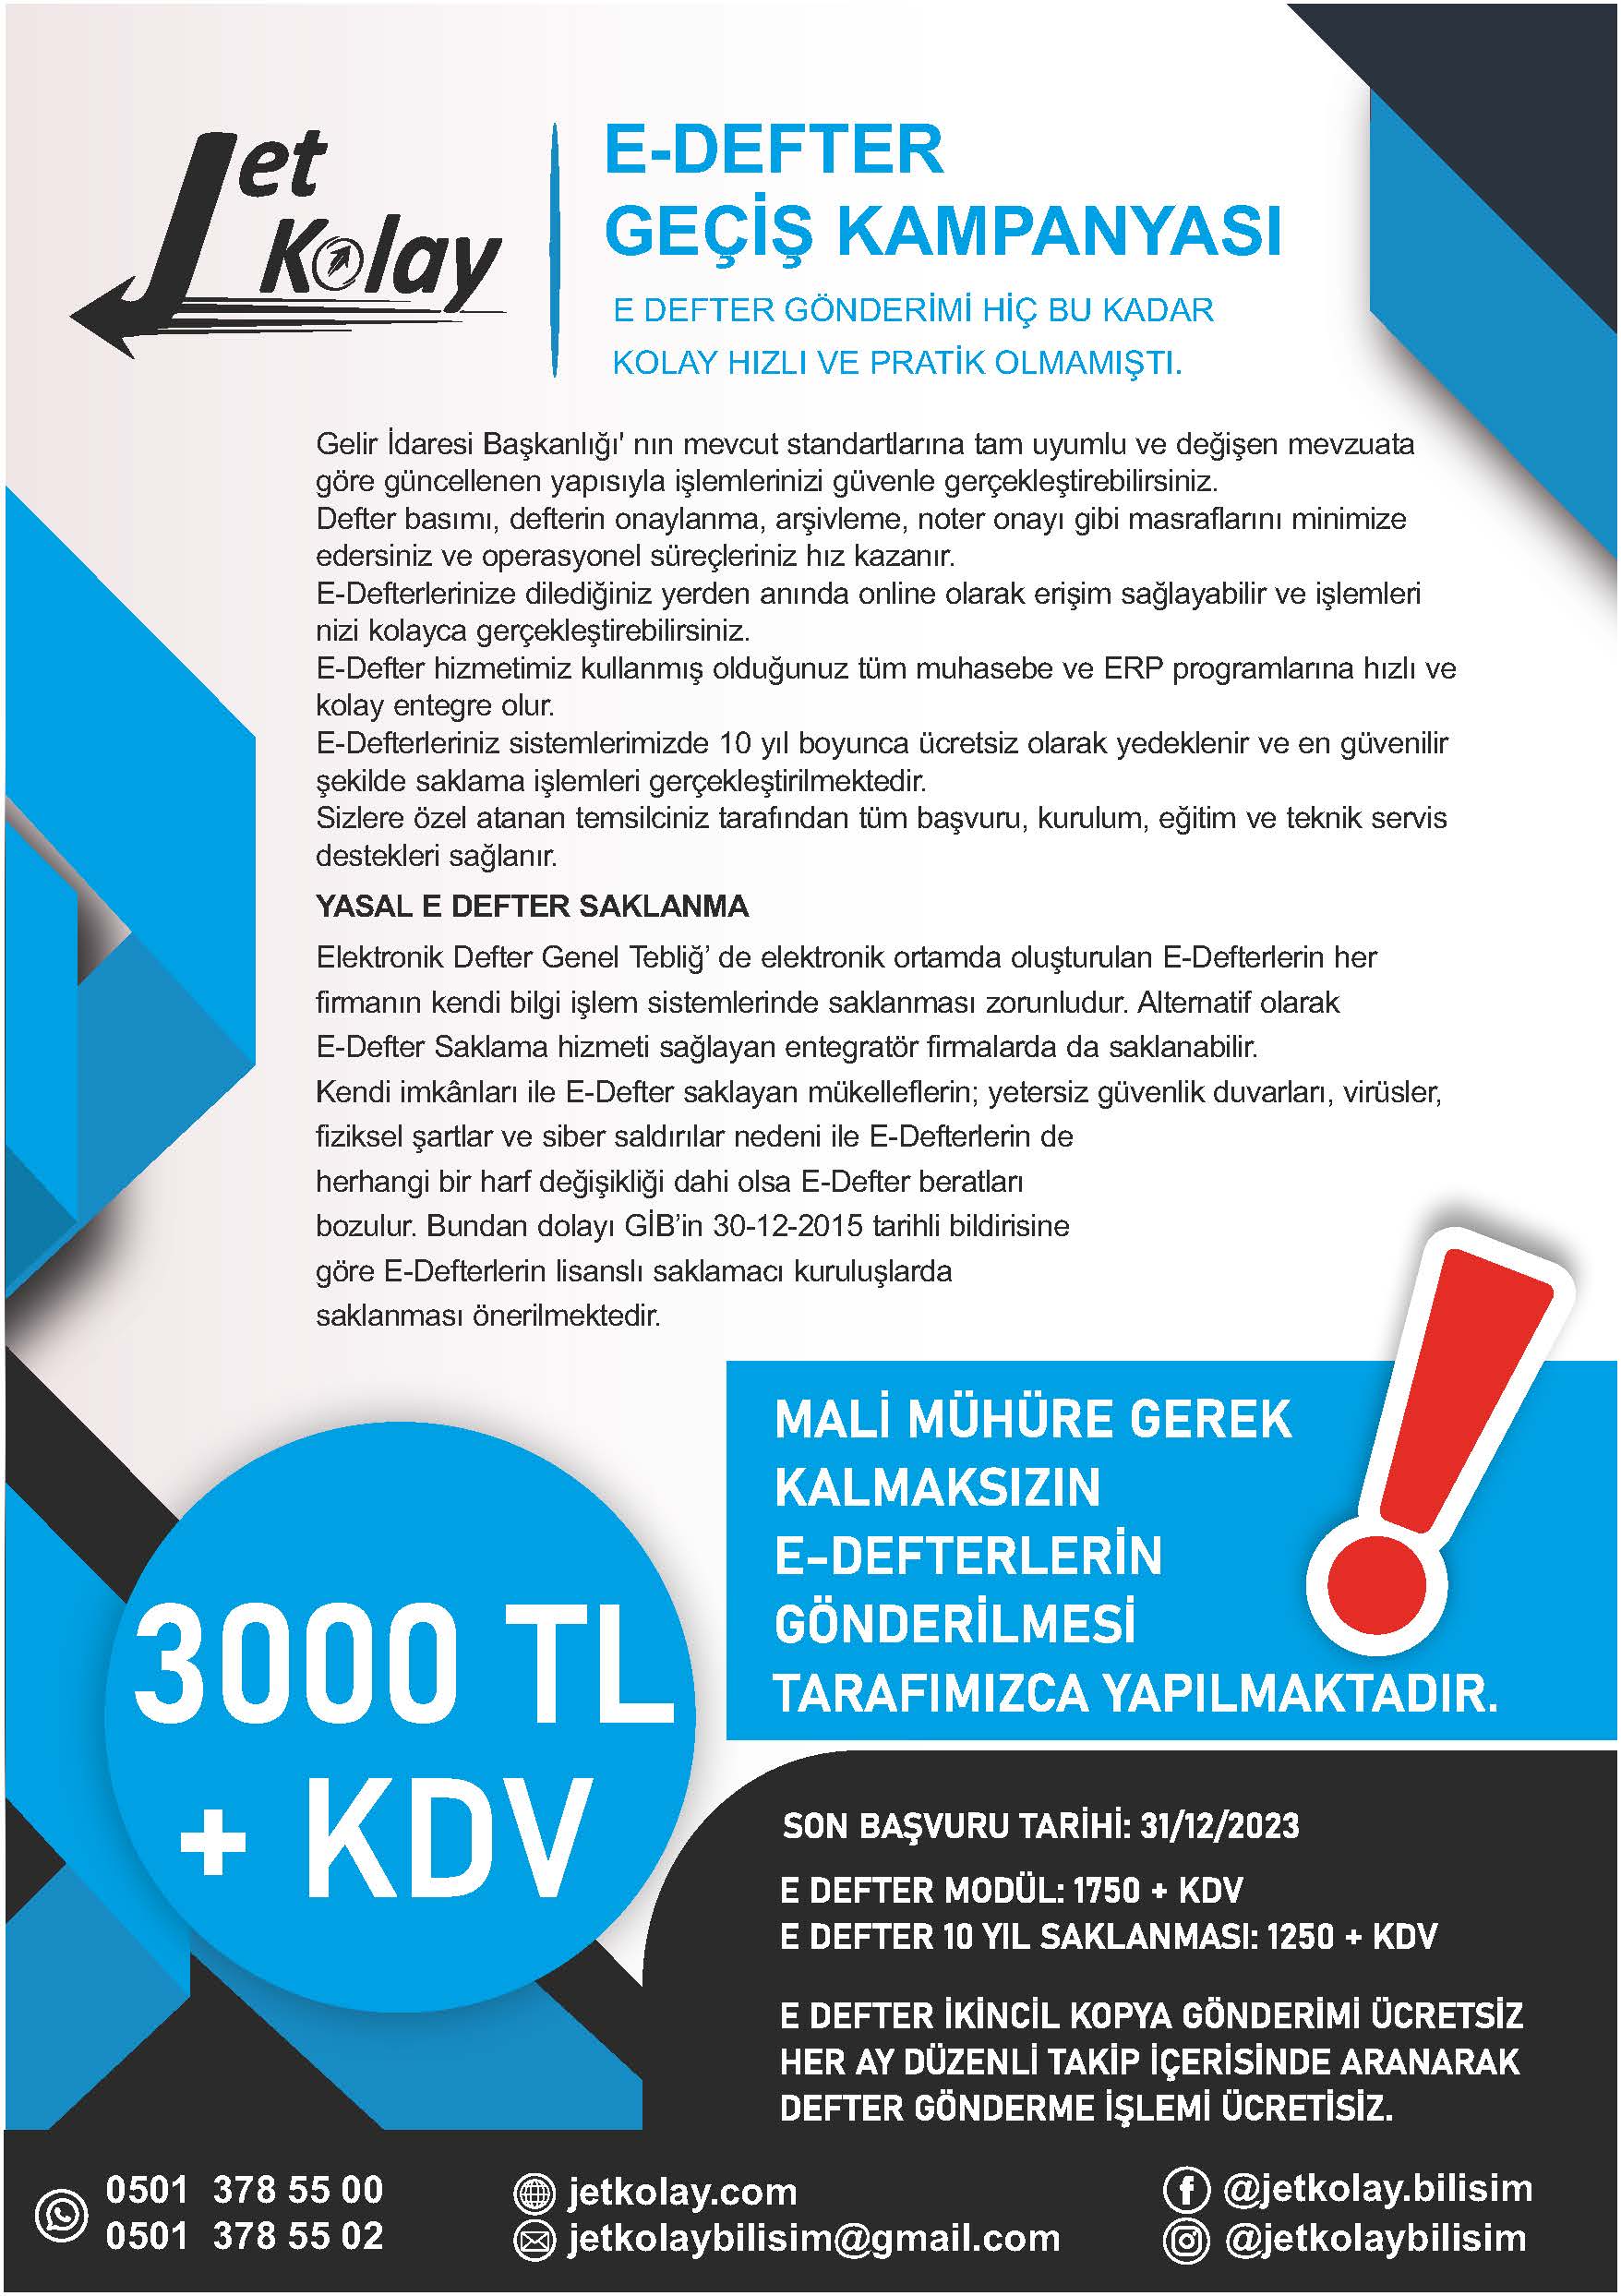 Jet
Kolay
E-DEFTER
GEÇİŞ KAMPANYASI
E DEFTER GÖNDERİMİ HİÇ BU KADAR
KOLAY HIZLI VE PRATİK OLMAMIŞTI.
Gelir İdaresi Başkanlığı' nın mevcut standartlarına tam uyumlu ve değişen mevzuata
göre güncellenen yapısıyla işlemlerinizi güvenle gerçekleştirebilirsiniz.
Defter basımı, defterin onaylanma, arşivleme, noter onayı gibi masraflarını minimize
edersiniz ve operasyonel süreçleriniz hız kazanır.
E-Defterlerinize dilediğiniz yerden anında online olarak erişim sağlayabilir ve işlemleri
nizi kolayca gerçekleştirebilirsiniz.
E-Defter hizmetimiz kullanmış olduğunuz tüm muhasebe ve ERP programlarına hızlı ve
kolay entegre olur.
E-Defterleriniz sistemlerimizde 10 yıl boyunca ücretsiz olarak yedeklenir ve en güvenilir
şekilde saklama işlemleri gerçekleştirilmektedir.
Sizlere özel atanan temsilciniz tarafından tüm başvuru, kurulum, eğitim ve teknik servis
destekleri sağlanır.
YASAL E DEFTER SAKLANMA
Elektronik Defter Genel Tebliğ’ de elektronik ortamda oluşturulan E-Defterlerin her
firmanın kendi bilgi işlem sistemlerinde saklanması zorunludur. Alternatif olarak
E-Defter Saklama hizmeti sağlayan entegratör firmalarda da saklanabilir.
Kendi imkânları ile E-Defter saklayan mükelleflerin; yetersiz güvenlik duvarları, virüsler,
fiziksel şartlar ve siber saldırılar nedeni ile E-Defterlerin de
herhangi bir harf değişikliği dahi olsa E-Defter beratları
bozulur. Bundan dolayı GİB’in 30-12-2015 tarihli bildirisine
göre E-Defterlerin lisanslı saklamacı kuruluşlarda
saklanması önerilmektedir.
MALİ MÜHÜRE GEREK
KALMAKSIZIN
E-DEFTERLERİN
GÖNDERİLMESİ
TARAFIMIZCA YAPILMAKTADIR.
3000 TL
+ KDV
SON BAŞVURU TARİHİ: 31/12/2023
E DEFTER MODÜL: 1750 + KDV
E DEFTER 10 YIL SAKLANMASI: 1250 + KDV
E DEFTER İKİNCİL KOPYA GÖNDERİMİ ÜCRETSİZ
HER AY DÜZENLİ TAKİP İÇERİSİNDE ARANARAK
DEFTER GÖNDERME İŞLEMİ ÜCRETİSİZ.
0501 378 55 00
0501 378 55 02
jetkolay.com
jetkolaybilisim@gmail.com
@jetkolay.bilisim
@jetkolaybilisim